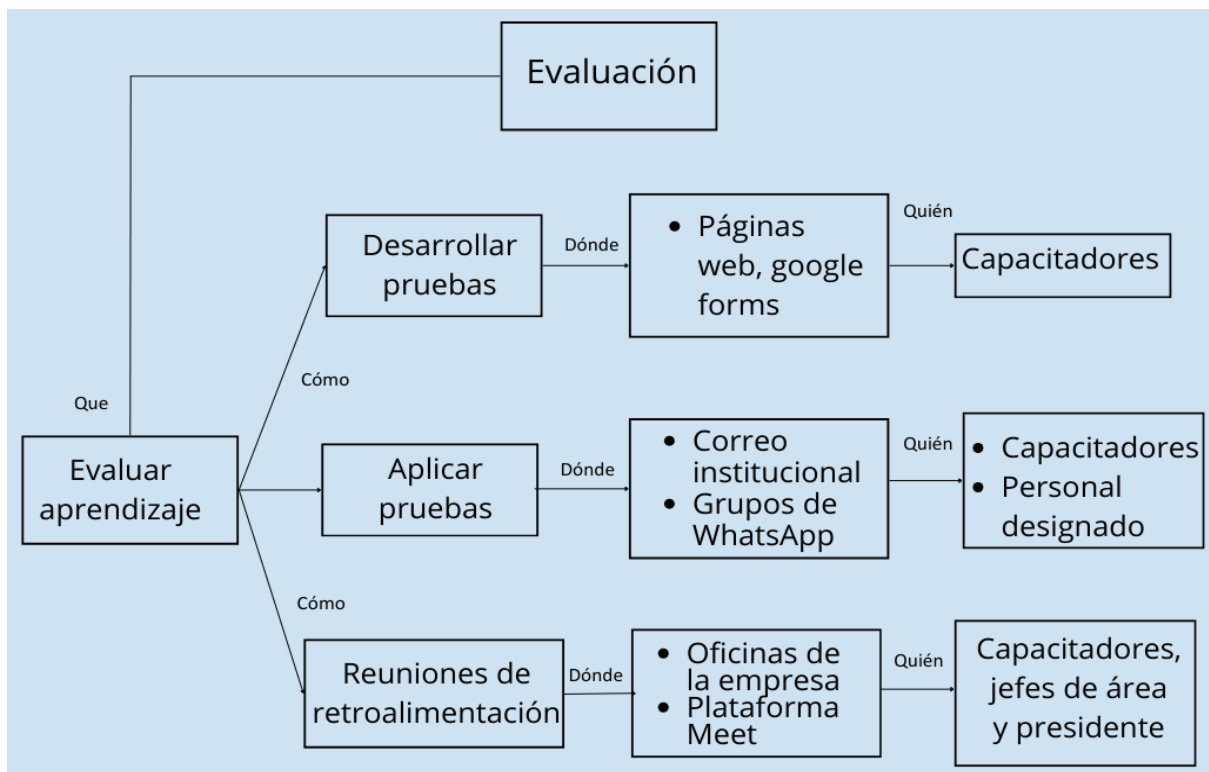 Evaluación
Que
Evaluar
aprendizaje
Cómo
Desarrollar
pruebas
Dónde
• Páginas
web, google
forms
Quién
Capacitadores
Aplicar
pruebas
Dónde
• Correo
institucional
• Grupos de
WhatsApp
Quién
• Capacitadores
• Personal
designado
Cómo
Reuniones de
retroalimentación
Dónde
• Oficinas de
la empresa
• Plataforma
Meet
Quién
Capacitadores,
jefes de área
y presidente